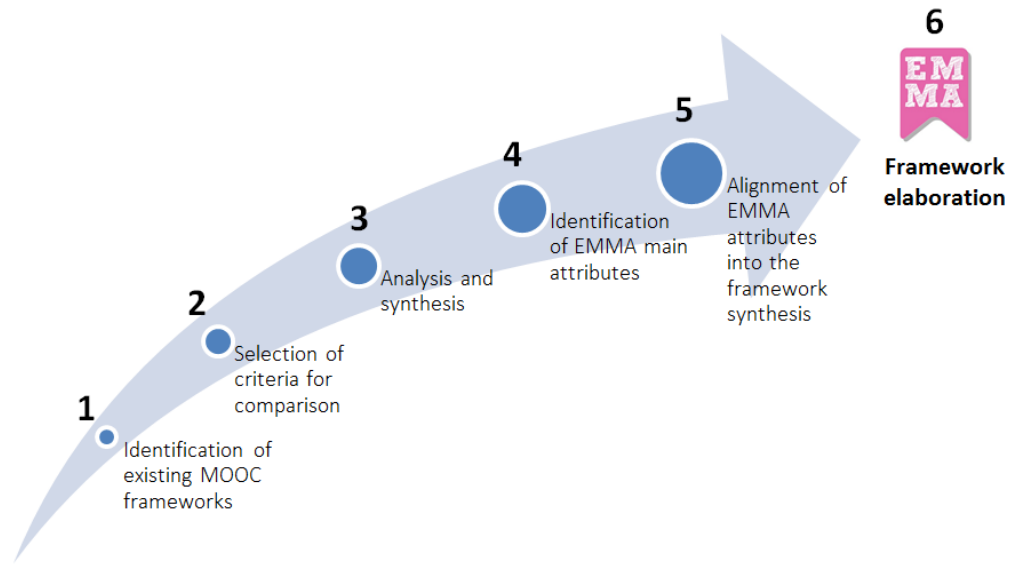 1
Identification of
existing MOOC
frameworks
2
Selection of
criteria for
comparison
3
Analysis and
synthesis
4
Identification
of EMMA main
attributes
5
Alignment of
EMMA
attributes
into the
framework
synthesis
6
EM
MA
Framework
elaboration